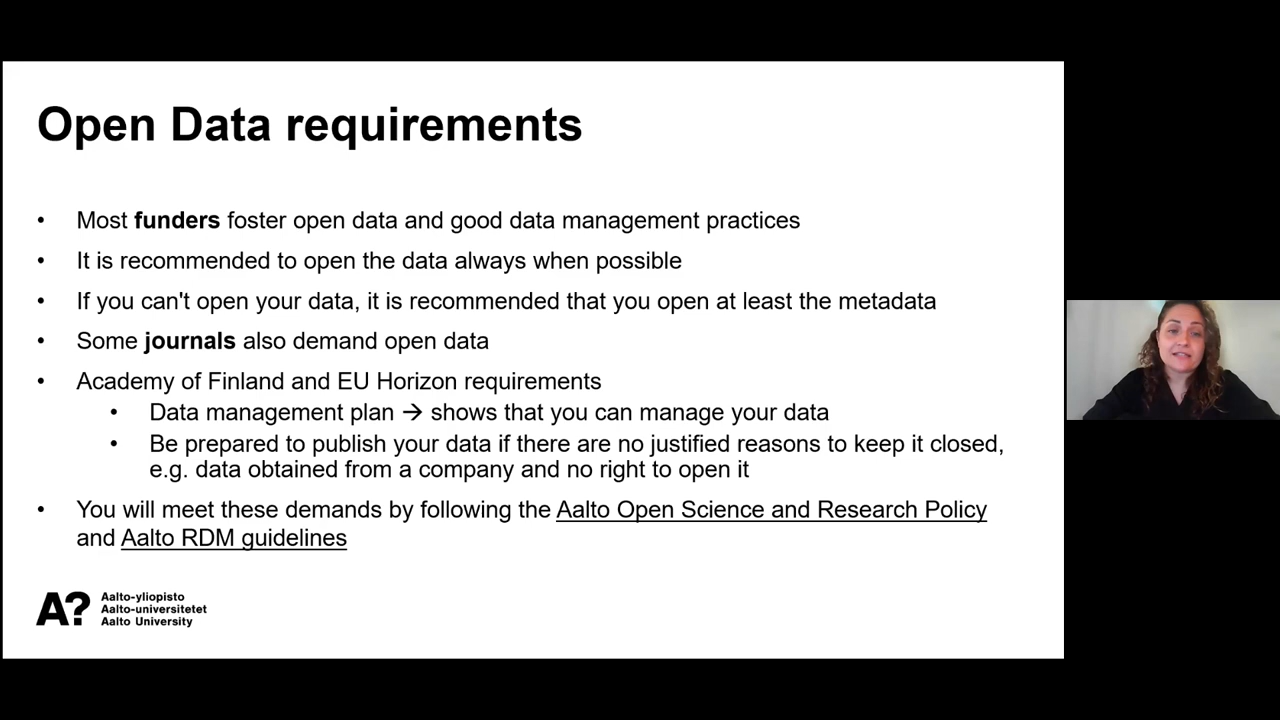 Open Data requirements
• Most funders foster open data and good data management practices
• It is recommended to open the data always when possible
• If you can't open your data, it is recommended that you open at least the metadata
• Some journals also demand open data
• Academy of Finland and EU Horizon requirements
• Data management plan → shows that you can manage your data
• Be prepared to publish your data if there are no justified reasons to keep it closed,
e.g. data obtained from a company and no right to open it
• You will meet these demands by following the Aalto Open Science and Research Policy
and Aalto RDM guidelines
A?
Aalto-yliopisto
Aalto-universitetet
Aalto University